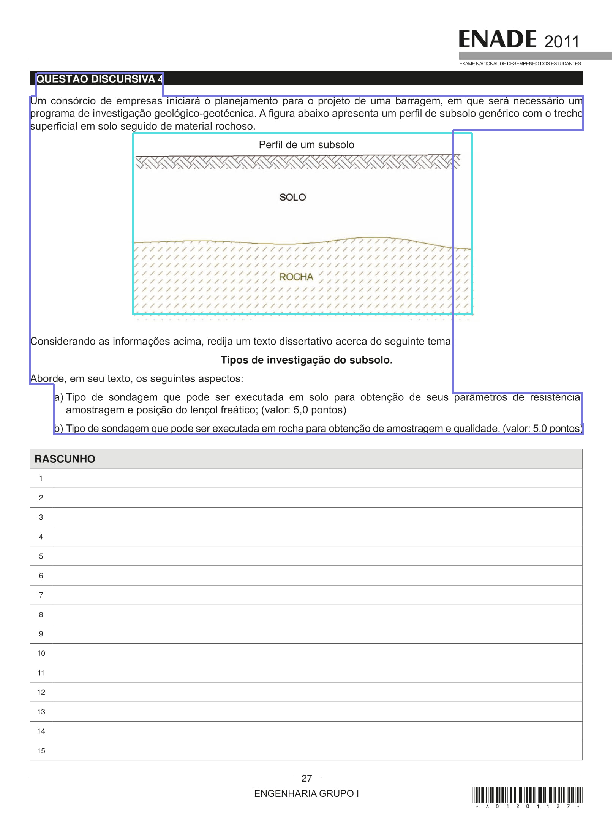 ENADE 2011
EXAME NACIONAL DE DESEMPENHO DOS ESTUDANTES
QUESTÃO DISCURSIVA 4
Um consórcio de empresas iniciará o planejamento para o projeto de uma barragem, em que será necessário um
programa de investigação geológico-geotécnica. A figura abaixo apresenta um perfil de subsolo genérico com o trecho
superficial em solo seguido de material rochoso.
Perfil de um subsolo
SOLO
ROCHA
Considerando as informações acima, redija um texto dissertativo acerca do seguinte tema
Tipos de investigação do subsolo.
Aborde, em seu texto, os seguintes aspectos:
a) Tipo de sondagem que pode ser executada em solo para obtenção de seus parâmetros de resistência
amostragem e posição do lençol freático; (valor: 5,0 pontos)
b) Tipo de sondagem que pode ser executada em rocha para obtenção de amostragem e qualidade. (valor: 5,0 pontos)
RASCUNHO
1
2
3
4
5
6
7
8
9
10
11
12
13
14
15
27
ENGENHARIA GRUPO I